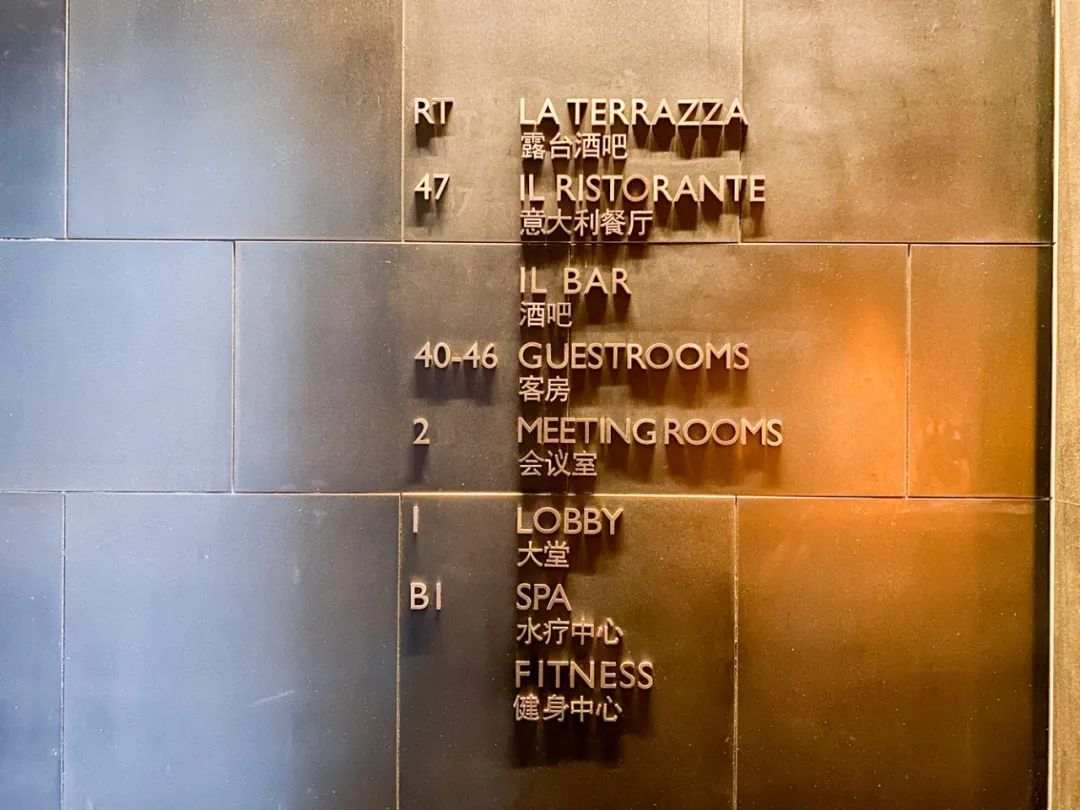 RT LA TERRAZZA
露台酒吧
47 IL RISTORANTE
意大利餐厅
IL BAR
酒吧
40-46 GUESTROOMS
客房
2 MEETING ROOMS
会议室
1 LOBBY
大堂
B1 SPA
水疗中心
FITNESS
健身中心